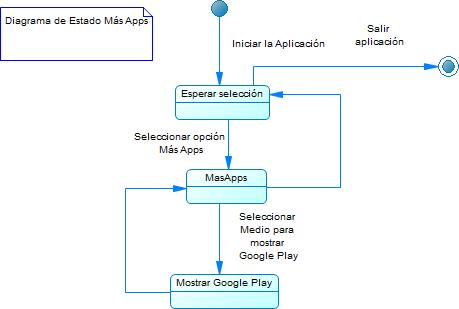 Diagrama de Estado Más Apps
Iniciar la Aplicación
Salir
aplicación
Esperar selección
Seleccionar opción
Más Apps
MasApps
Seleccionar
Medio para
mostrar
Google Play
Mostrar Google Play